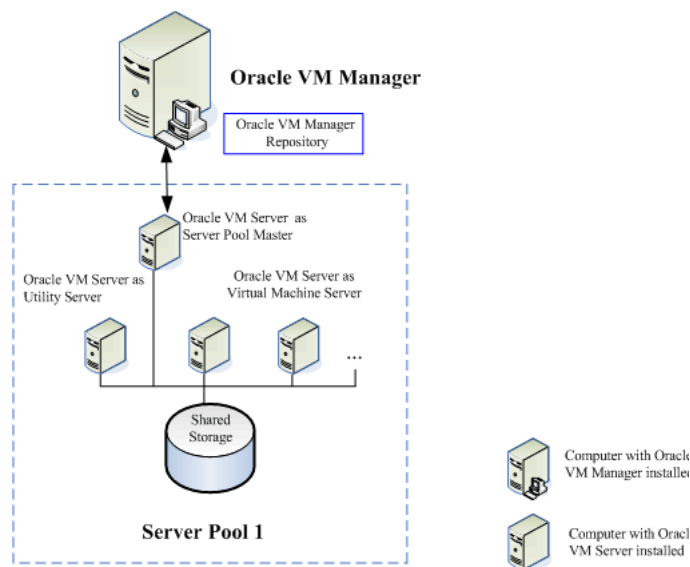 Oracle VM Manager
Oracle VM Manager
Repository
Oracle VM Server as
Server Pool Master
Oracle VM Server as
Utility Server
Oracle VM Server as
Virtual Machine Server
...
Shared
Storage
Server Pool 1
Computer with Oracle
VM Manager installed
Computer with Oracl
VM Server installed